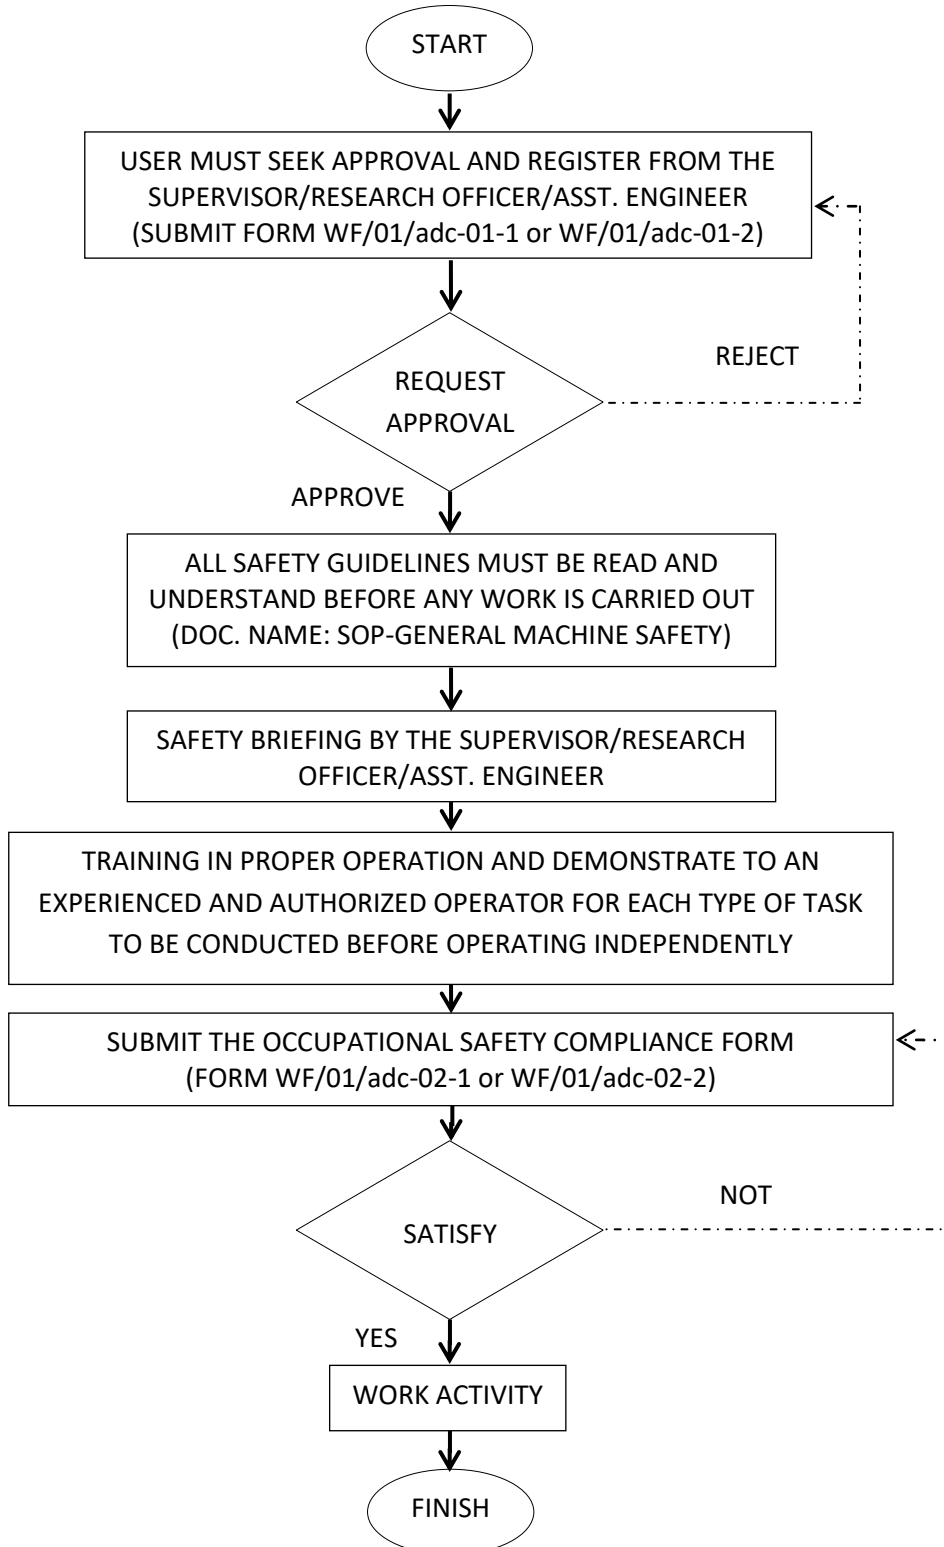 START
USER MUST SEEK APPROVAL AND REGISTER FROM THE
SUPERVISOR/RESEARCH OFFICER/ASST. ENGINEER
(SUBMIT FORM WF/01/adc-01-1 or WF/01/adc-01-2)
REJECT
REQUEST
APPROVAL
APPROVE
ALL SAFETY GUIDELINES MUST BE READ AND
UNDERSTAND BEFORE ANY WORK IS CARRIED OUT
(DOC. NAME: SOP-GENERAL MACHINE SAFETY)
SAFETY BRIEFING BY THE SUPERVISOR/RESEARCH
OFFICER/ASST. ENGINEER
TRAINING IN PROPER OPERATION AND DEMONSTRATE TO AN
EXPERIENCED AND AUTHORIZED OPERATOR FOR EACH TYPE OF TASK
TO BE CONDUCTED BEFORE OPERATING INDEPENDENTLY
SUBMIT THE OCCUPATIONAL SAFETY COMPLIANCE FORM
(FORM WF/01/adc-02-1 or WF/01/adc-02-2)
NOT
SATISFY
YES
WORK ACTIVITY
FINISH